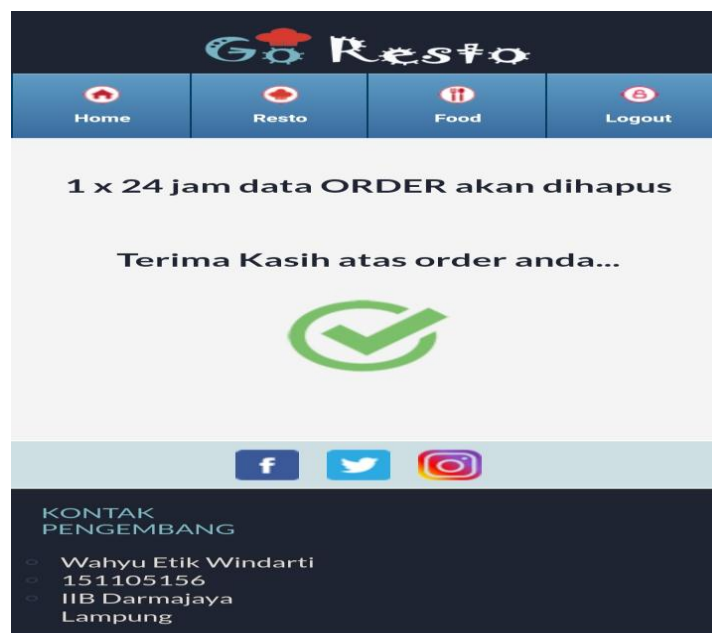 Go Resto
Home Resto Food Logout
1 x 24 jam data ORDER akan dihapus
Terima Kasih atas order anda...
KONTAK
PENGEMBANG
Wahyu Etik Windarti
151105156
IIB Darmajaya
Lampung